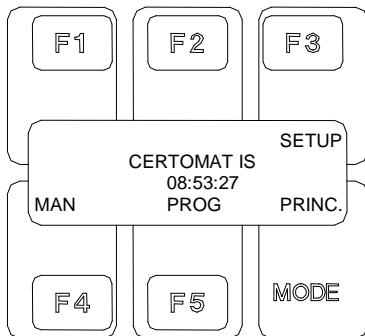 F1 F2 F3
SETUP
CERTOMAT IS
08:53:27
MAN PROG PRINC.
F4 F5 MODE